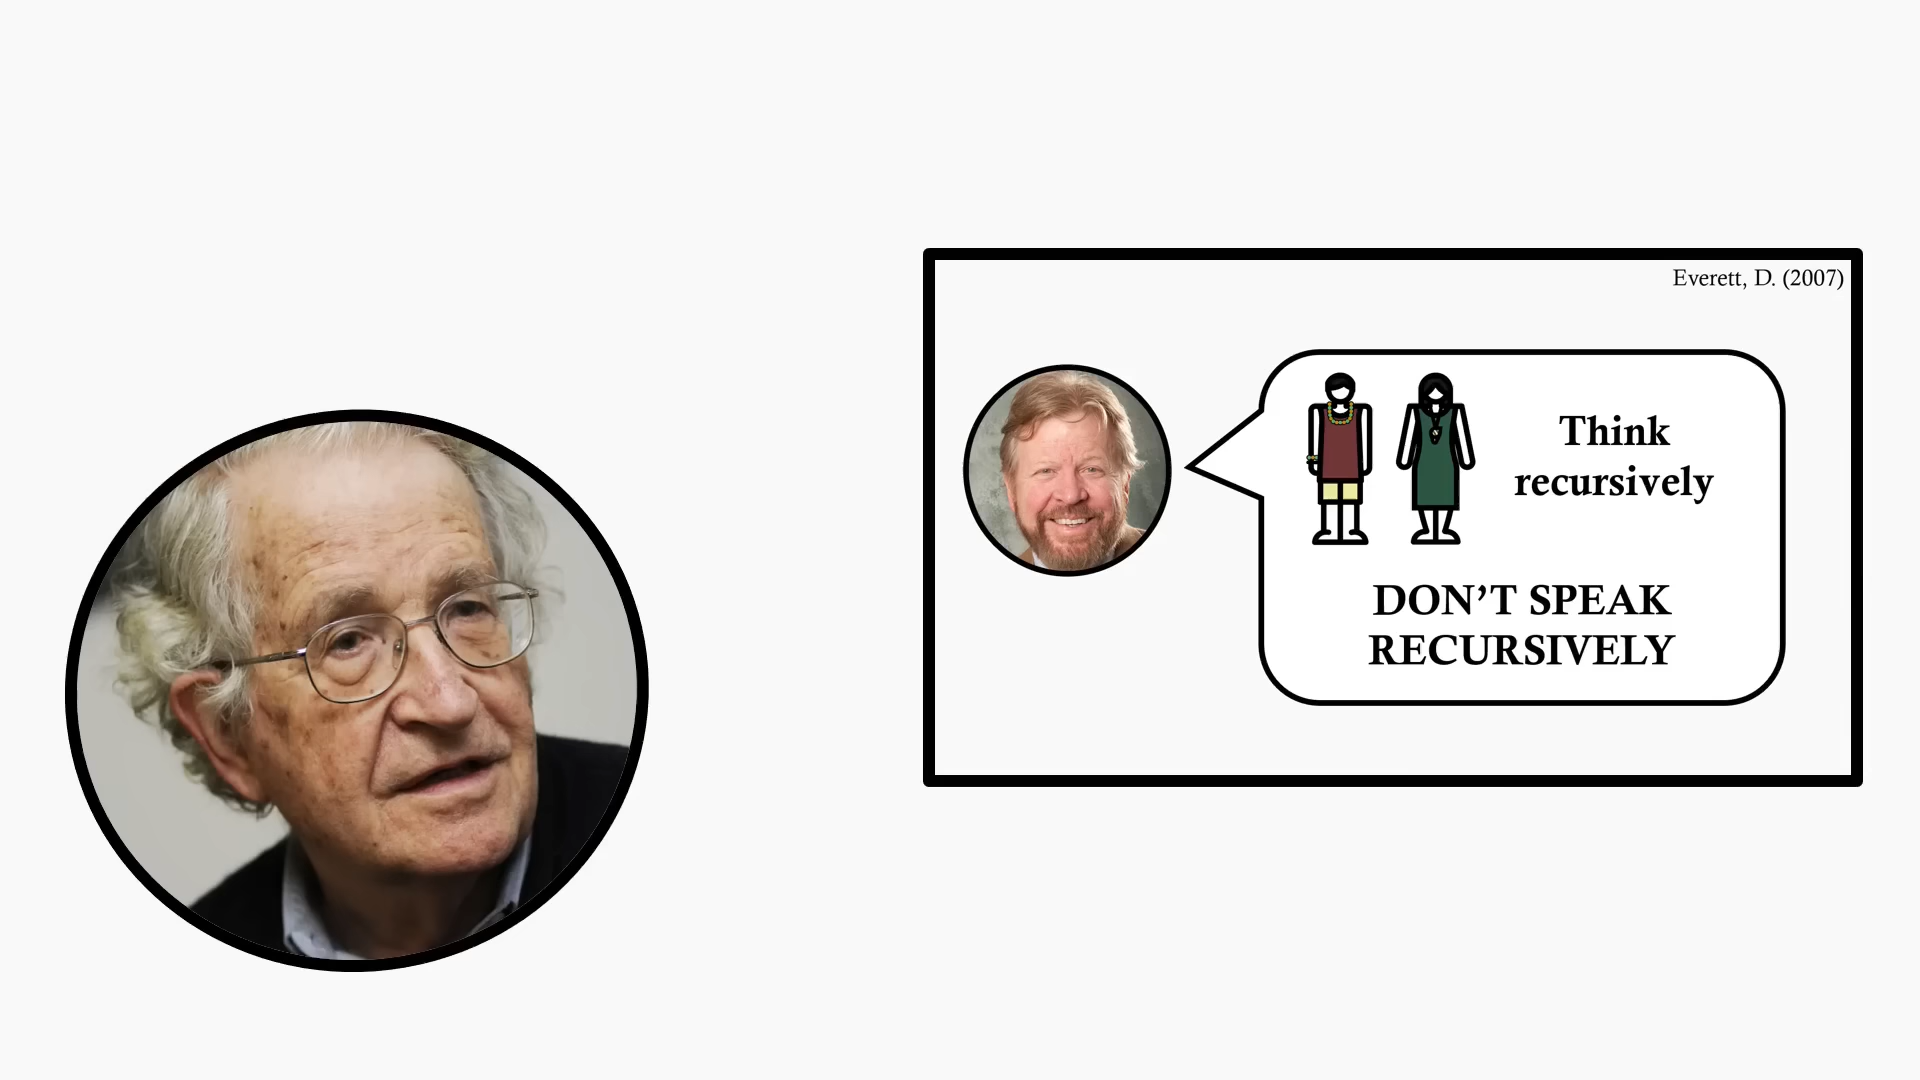 Everett, D. (2007)
Think
recursively
DON’T SPEAK
RECURSIVELY